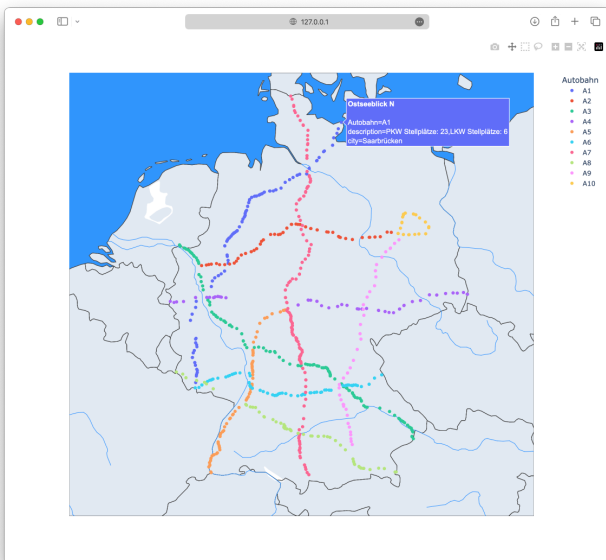 127.0.0.1
Autobahn
A1
A2
A3
A4
A5
A6
A7
A8
A9
A10
Ostseeblick N
Autobahn=A1
description=PKW Stellplätze: 23,LKW Stellplätze: 6
city=Saarbrücken